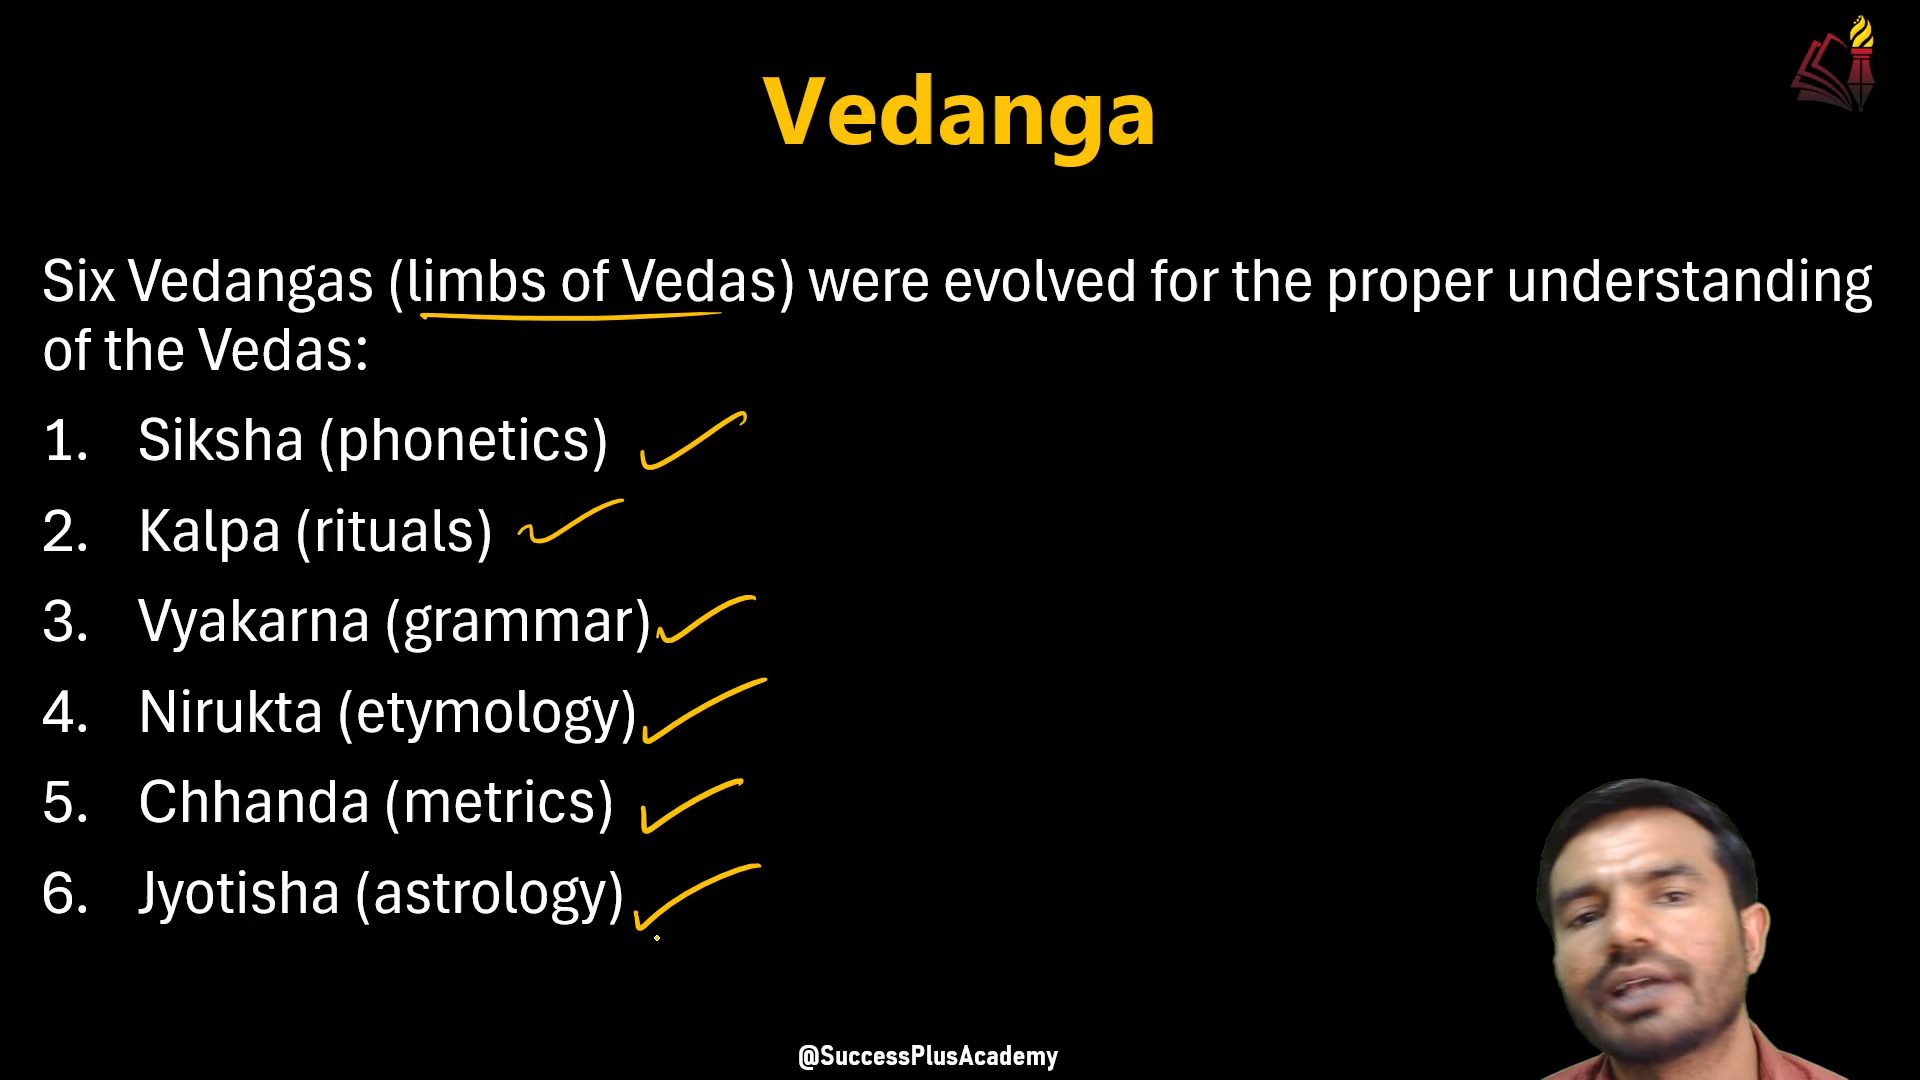 Vedanga
Six Vedangas (limbs of Vedas) were evolved for the proper understanding
of the Vedas:
1. Siksha (phonetics)
2. Kalpa (rituals)
3. Vyakarna (grammar)
4. Nirukta (etymology)
5. Chhanda (metrics)
6. Jyotisha (astrology)
@SuccessPlusAcademy